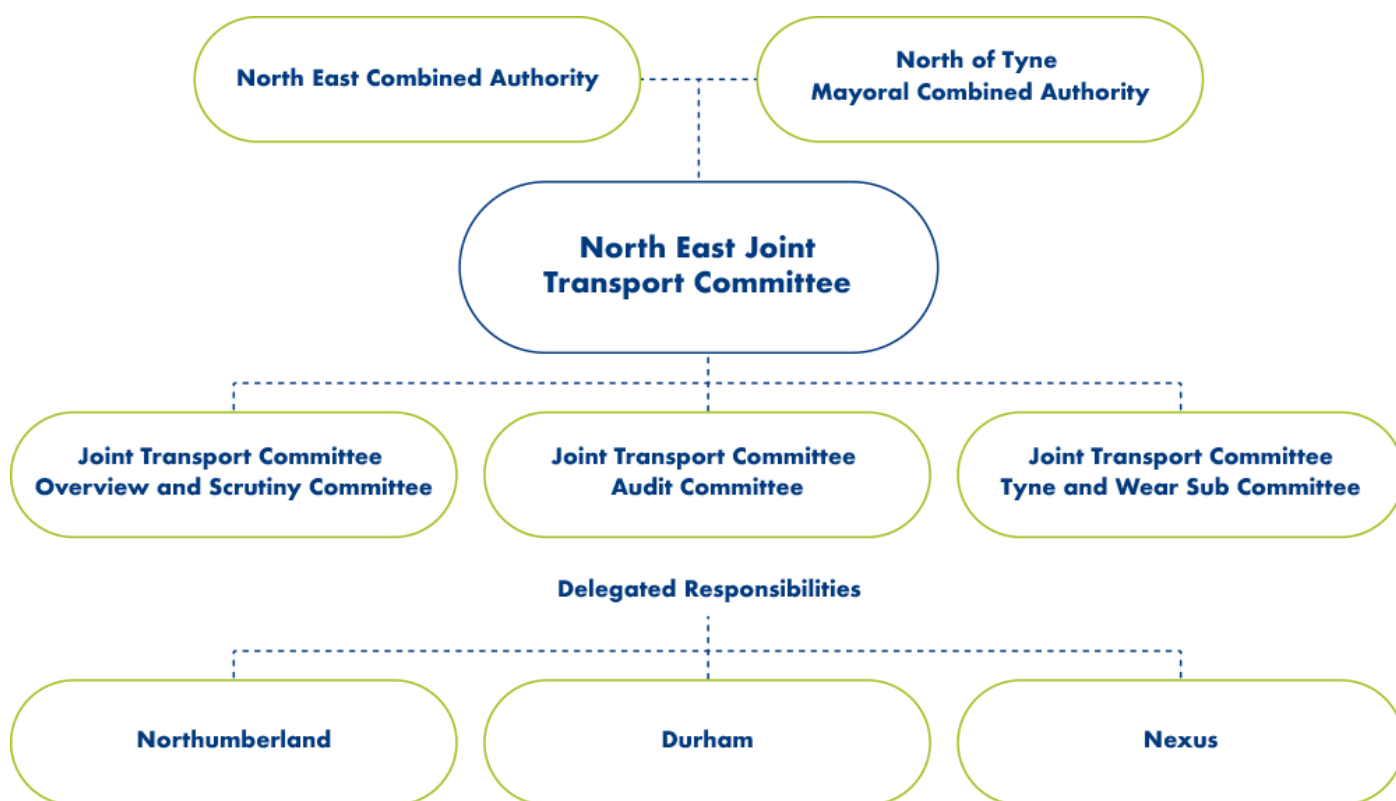 North East Combined Authority
North of Tyne
Mayoral Combined Authority
North East Joint
Transport Committee
Joint Transport Committee
Overview and Scrutiny Committee
Joint Transport Committee
Audit Committee
Joint Transport Committee
Tyne and Wear Sub Committee
Delegated Responsibilities
Northumberland
Durham
Nexus